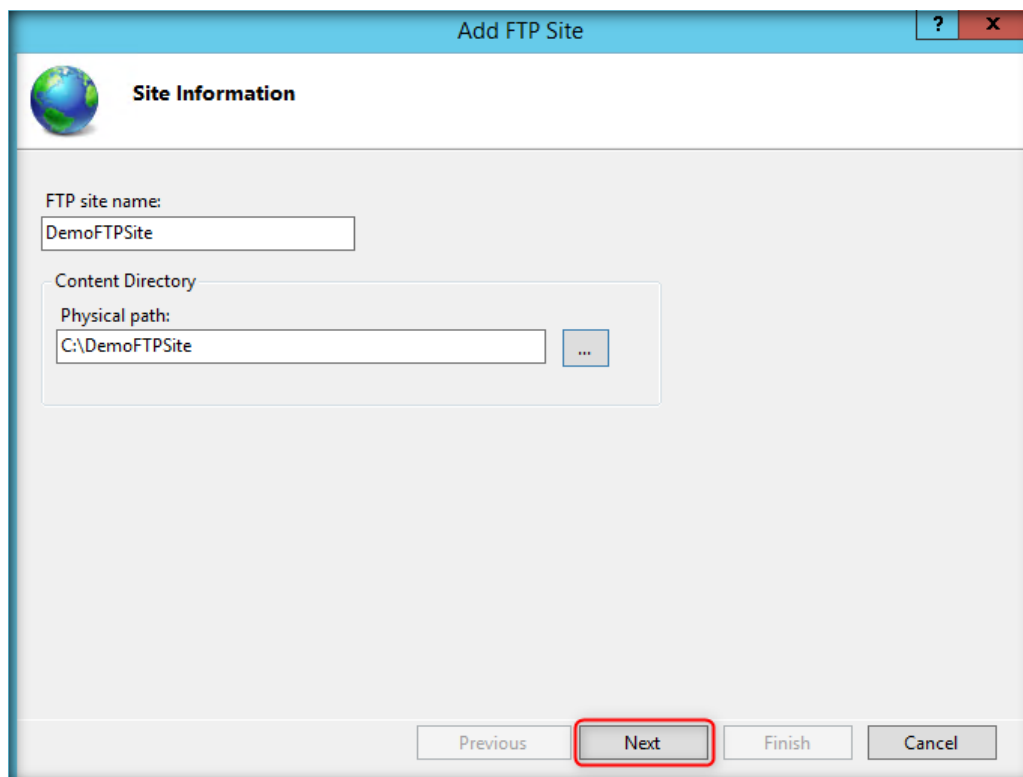 Add FTP Site
?
x
Site Information
FTP site name:
DemoFTPSite
Content Directory
Physical path:
C:\DemoFTPSite
...
Previous
Next
Finish
Cancel